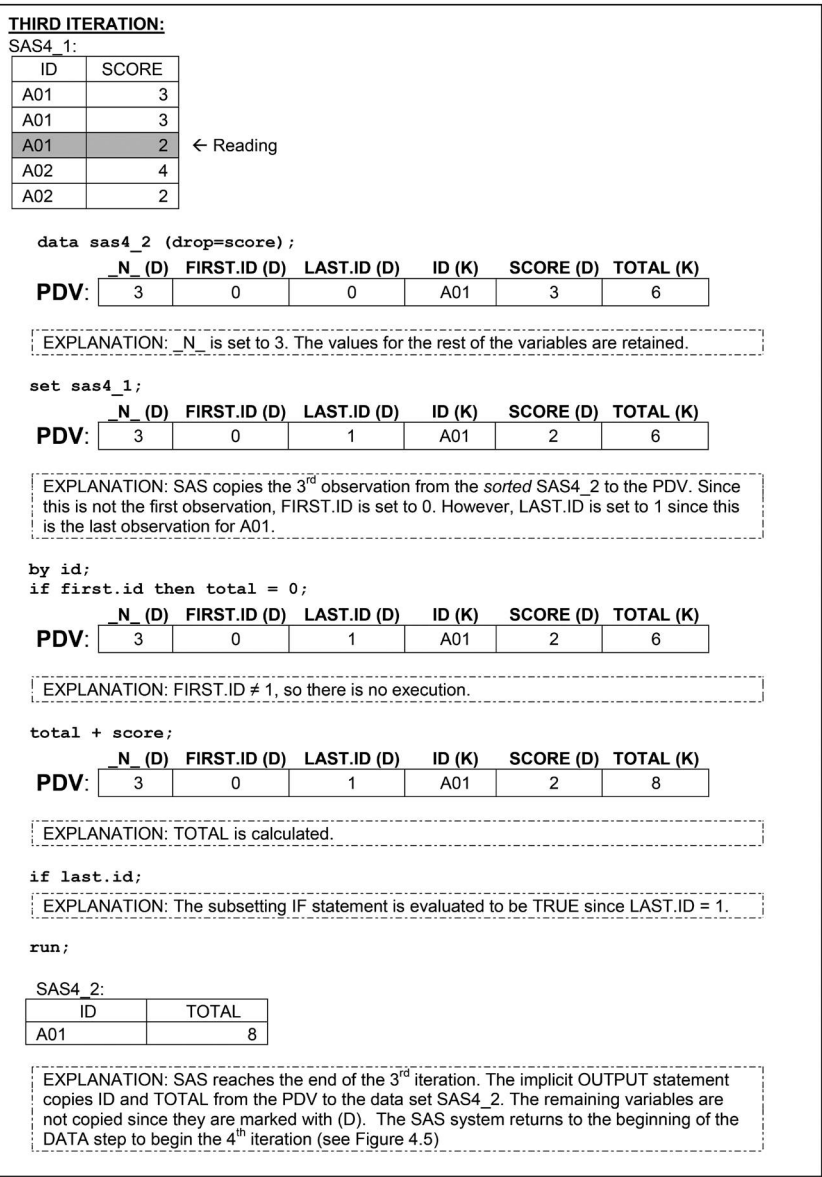 THIRD ITERATION:
SAS4_1:
ID SCORE
A01 3
A01 3
A01 2 ← Reading
A02 4
A02 2
data sas4_2 (drop=score);
_N_ (D) FIRST.ID (D) LAST.ID (D) ID (K) SCORE (D) TOTAL (K)
PDV: 3 0 0 A01 3 6
EXPLANATION: _N_ is set to 3. The values for the rest of the variables are retained.
set sas4_1;
_N_ (D) FIRST.ID (D) LAST.ID (D) ID (K) SCORE (D) TOTAL (K)
PDV: 3 0 1 A01 2 6
EXPLANATION: SAS copies the 3rd observation from the sorted SAS4_2 to the PDV. Since
this is not the first observation, FIRST.ID is set to 0. However, LAST.ID is set to 1 since this
is the last observation for A01.
by id;
if first.id then total = 0;
_N_ (D) FIRST.ID (D) LAST.ID (D) ID (K) SCORE (D) TOTAL (K)
PDV: 3 0 1 A01 2 6
EXPLANATION: FIRST.ID ≠ 1, so there is no execution.
total + score;
_N_ (D) FIRST.ID (D) LAST.ID (D) ID (K) SCORE (D) TOTAL (K)
PDV: 3 0 1 A01 2 8
EXPLANATION: TOTAL is calculated.
if last.id;
EXPLANATION: The subsetting IF statement is evaluated to be TRUE since LAST.ID = 1.
run;
SAS4_2:
ID TOTAL
A01 8
EXPLANATION: SAS reaches the end of the 3rd iteration. The implicit OUTPUT statement
copies ID and TOTAL from the PDV to the data set SAS4_2. The remaining variables are
not copied since they are marked with (D). The SAS system returns to the beginning of the
DATA step to begin the 4th iteration (see Figure 4.5)